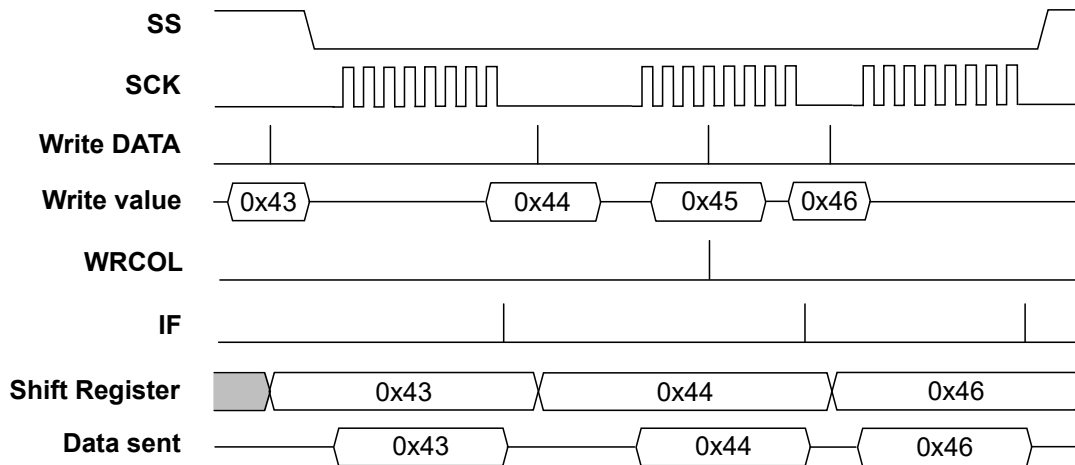 SS
SCK
Write DATA
Write value 0x43 0x44 0x45 0x46
WRCOL
IF
Shift Register 0x43 0x44 0x46
Data sent 0x43 0x44 0x46